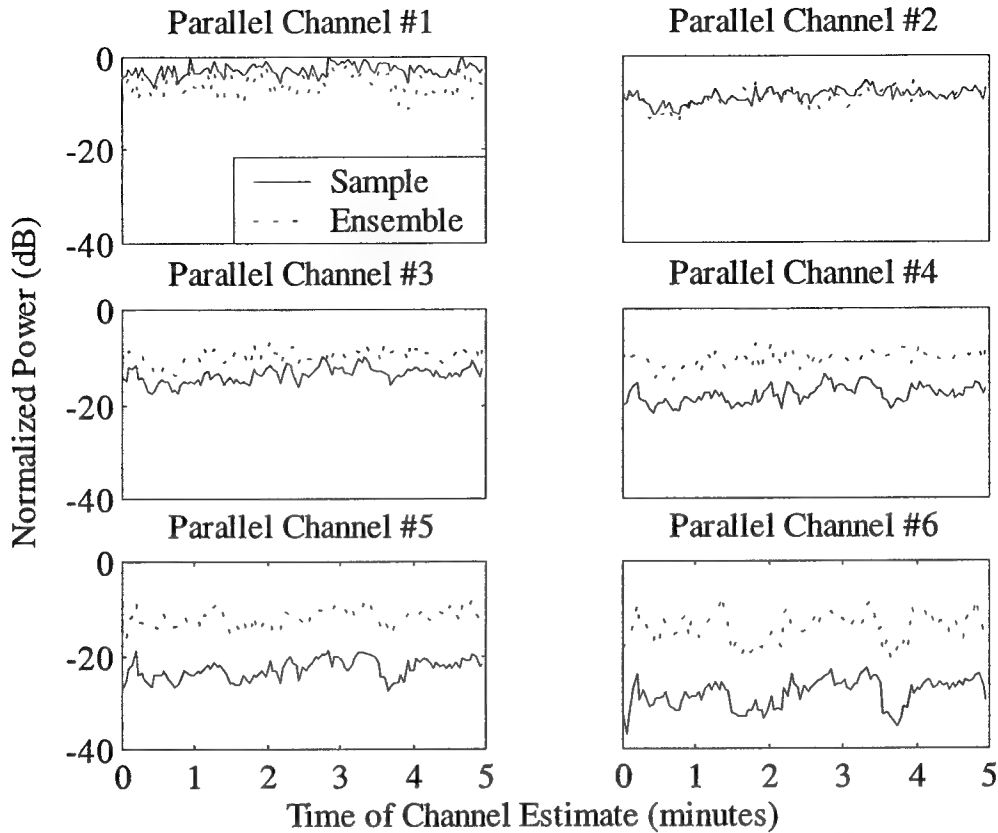 Parallel Channel #1
Parallel Channel #2
0
-20
-40
Sample
Ensemble
Parallel Channel #3
Parallel Channel #4
0
-20
-40
Normalized Power (dB)
Parallel Channel #5
Parallel Channel #6
0
-20
-40
0 1 2 3 4 5
0 1 2 3 4 5
Time of Channel Estimate (minutes)